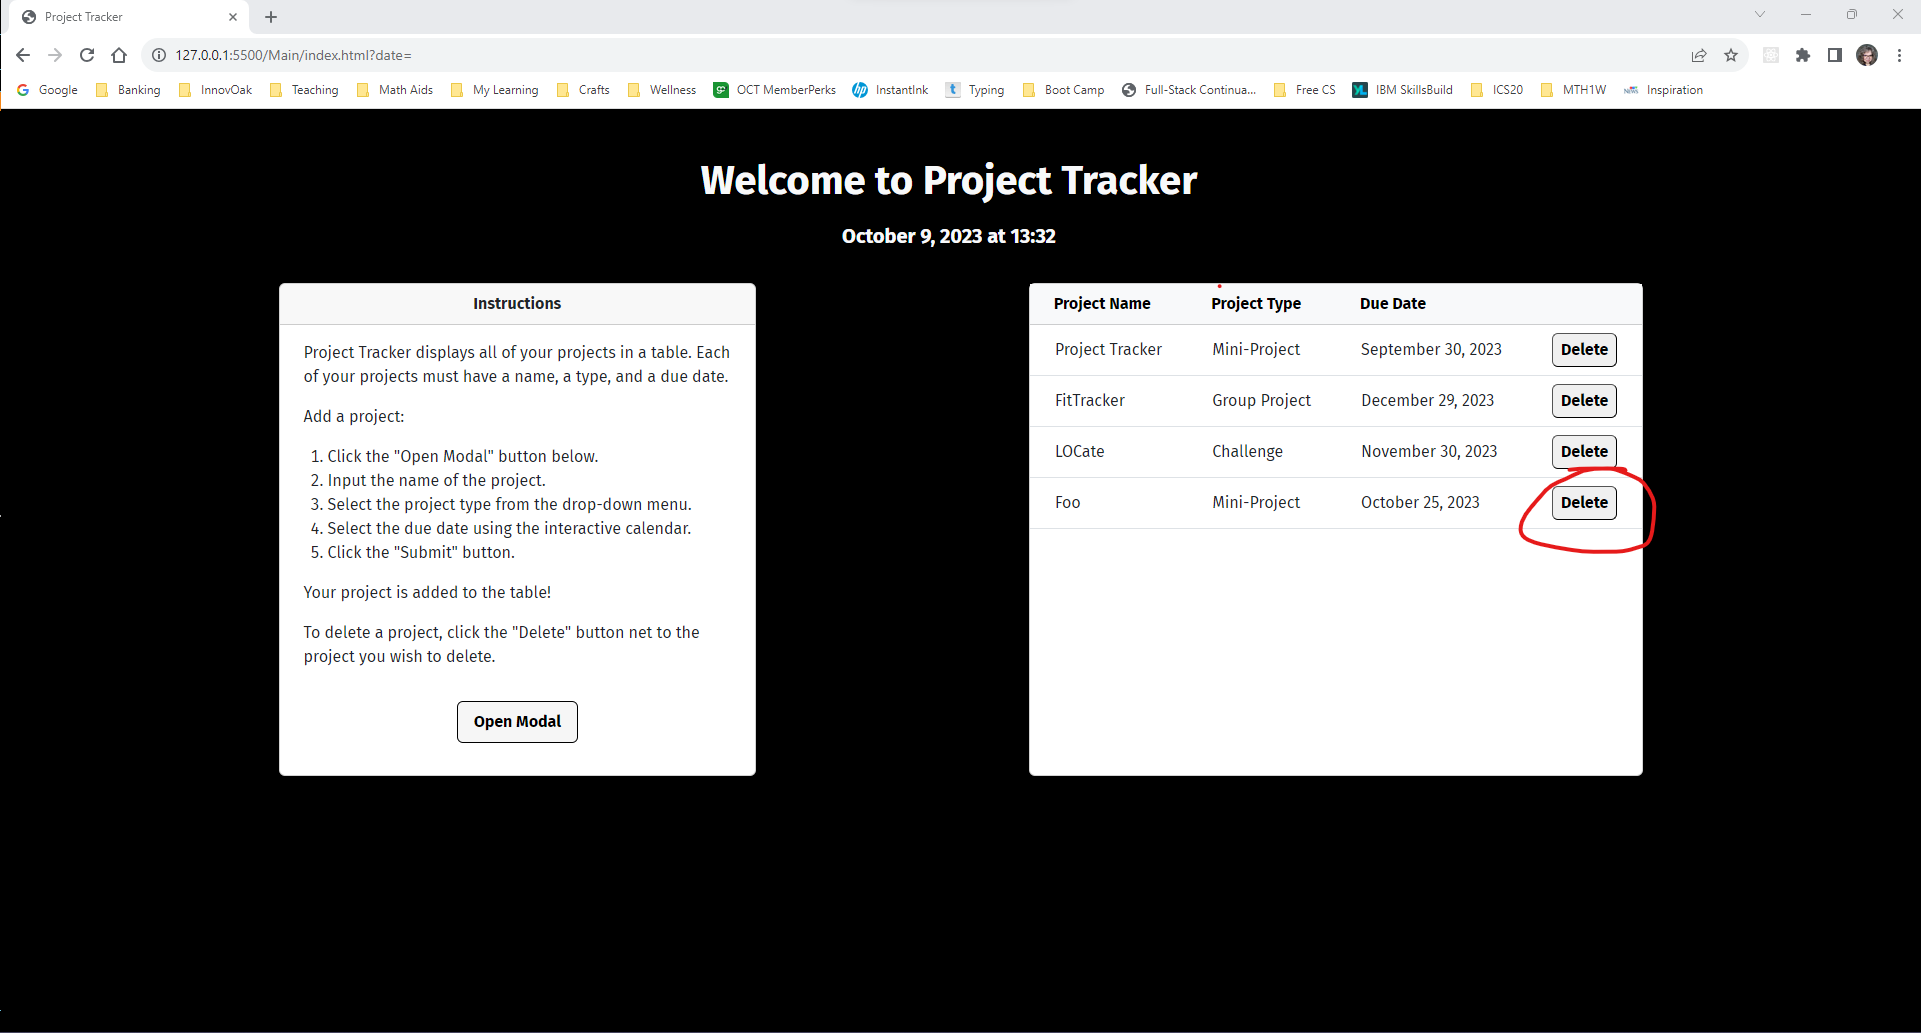 Project Tracker
127.0.0.1:5500/Main/index.html?date=
Google Banking InnovOak Teaching Math Aids My Learning Crafts Wellness OCT MemberPerks InstantInk Typing Boot Camp Full-Stack Continua... Free CS IBM SkillsBuild ICS20 MTH1W Inspiration
Welcome to Project Tracker
October 9, 2023 at 13:32
Instructions
Project Tracker displays all of your projects in a table. Each
of your projects must have a name, a type, and a due date.
Add a project:
1. Click the "Open Modal" button below.
2. Input the name of the project.
3. Select the project type from the drop-down menu.
4. Select the due date using the interactive calendar.
5. Click the "Submit" button.
Your project is added to the table!
To delete a project, click the "Delete" button net to the
project you wish to delete.
Open Modal
Project Name Project Type Due Date
Project Tracker Mini-Project September 30, 2023 Delete
FitTracker Group Project December 29, 2023 Delete
LOCate Challenge November 30, 2023 Delete
Foo Mini-Project October 25, 2023 Delete